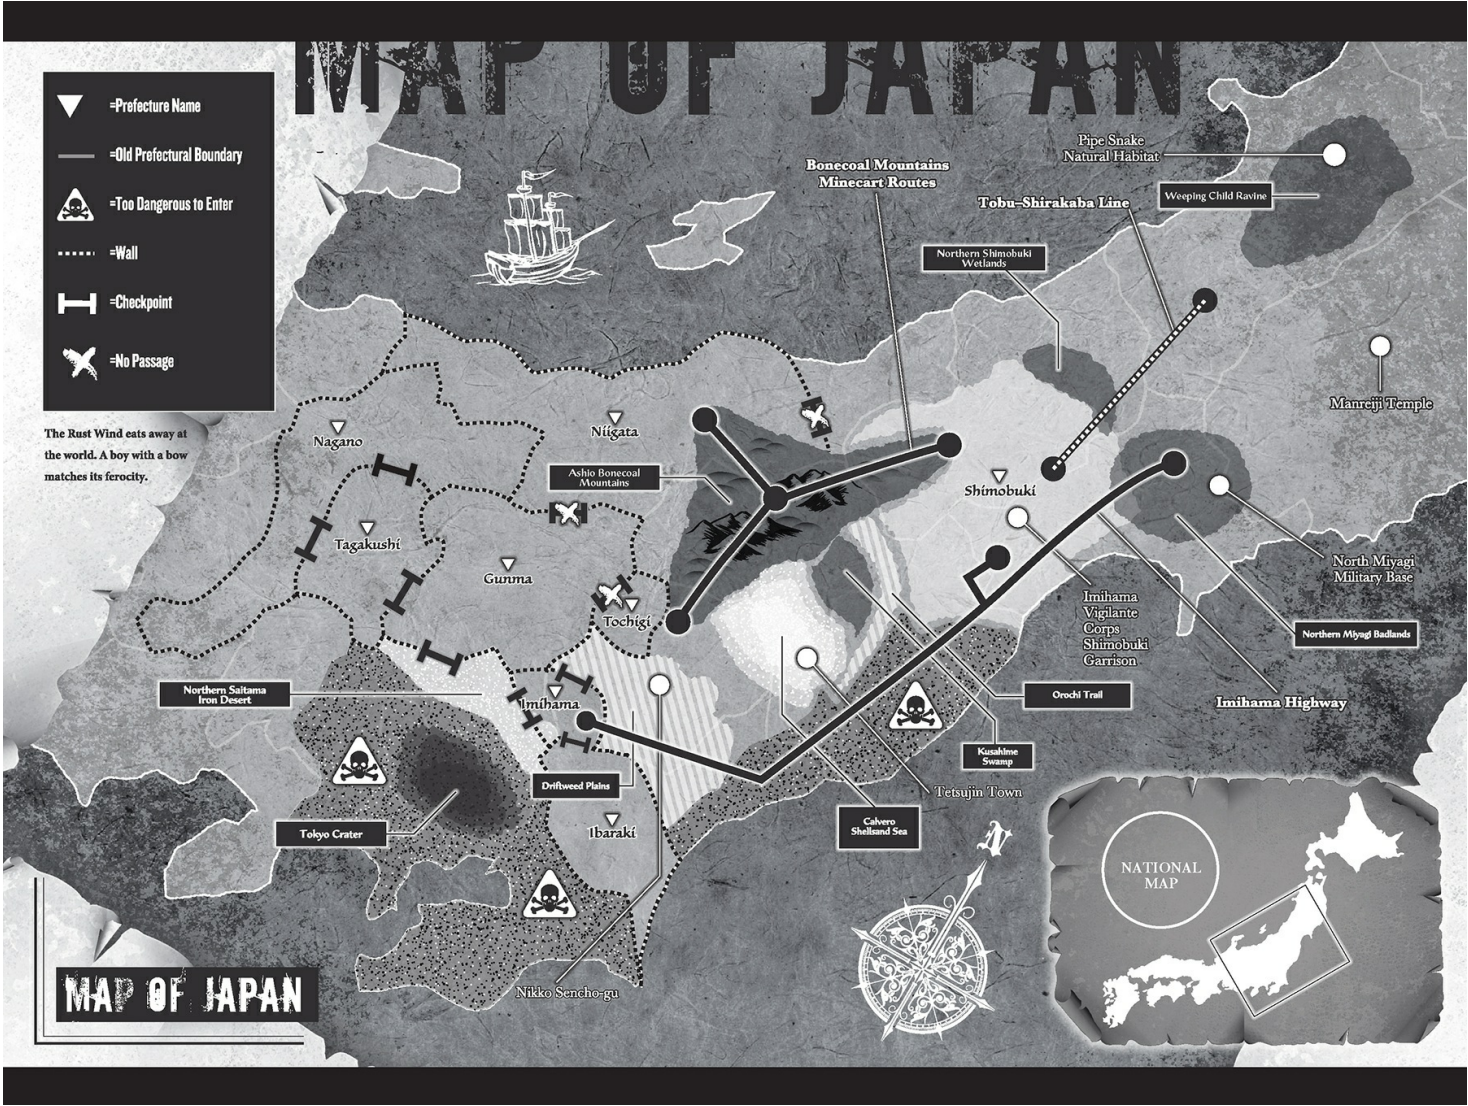 MAP OF JAPAN
=Prefecture Name
=Old Prefectural Boundary
=Too Dangerous to Enter
=Wall
=Checkpoint
=No Passage
The Rust Wind eats away at
the world. A boy with a bow
matches its ferocity.
Pipe Snake
Natural Habitat
Bonecoal Mountains
Minecart Routes
Weeping Child Ravine
Tobu–Shirakaba Line
Northern Shimobuki
Wetlands
Manreiji Temple
Nagano
Niigata
Ashio Bonecoal
Mountains
Shimobuki
Tagakushi
Gunma
Tochigi
North Miyagi
Military Base
Imihama
Vigilante
Corps
Shimobuki
Garrison
Northern Miyagi Badlands
Northern Saitama
Iron Desert
Imihama
Orochi Trail
Imihama Highway
Kusahime
Swamp
Driftweed Plains
Tetsujin Town
Ibaraki
Tokyo Crater
Calvero
Shellsand Sea
NATIONAL
MAP
Nikko Sencho-gu
MAP OF JAPAN